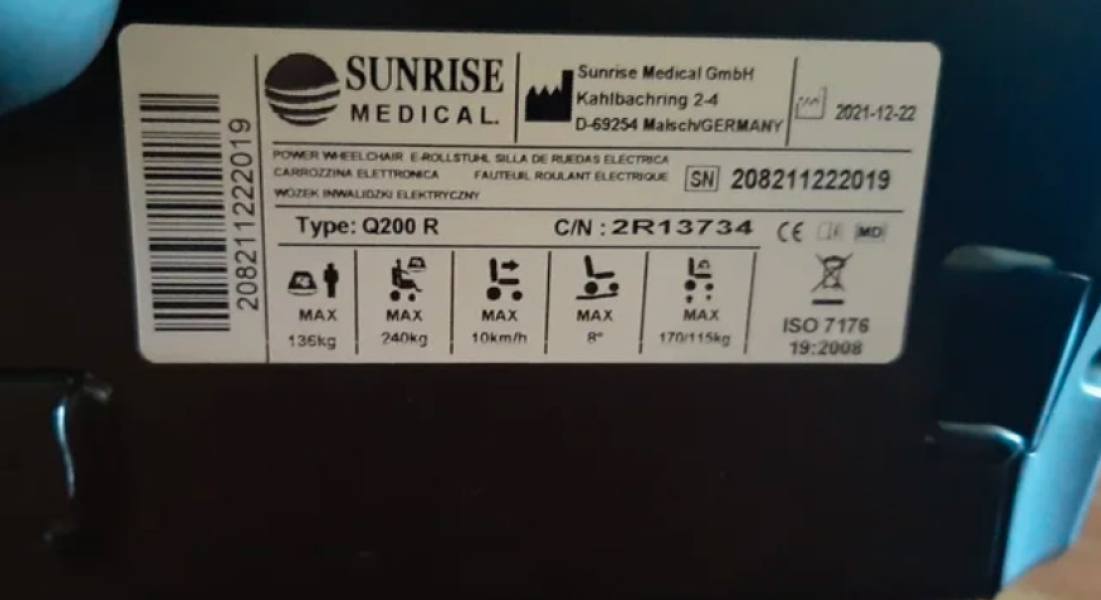 208211222019
SUNRISE
MEDICAL.
Sunrise Medical GmbH
Kahlbachring 2-4
D-69254 Malsch/GERMANY
2021-12-22
POWER WHEELCHAIR E-ROLLSTUHL SILLA DE RUEDAS ELÉCTRICA
CARROZZINA ELETTRONICA FAUTEUIL ROULANT ELECTRIQUE
WÓZEK INWALIDZKI ELEKTRYCZNY
SN 208211222019
Type: Q200 R
C/N : 2R13734
CE MD
MAX MAX MAX MAX MAX
136kg 240kg 10km/h 8° 170/115kg
ISO 7176
19:2008